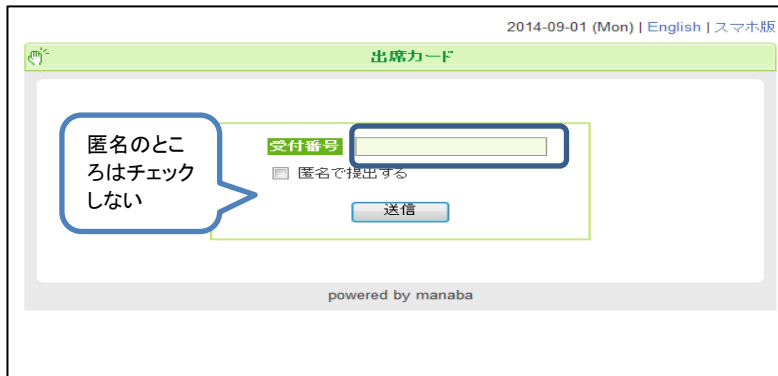 2014-09-01 (Mon) | English | スマホ版
出席カード
匿名のとこ
ろはチェック
しない
受付番号
匿名で提出する
送信
powered by manaba